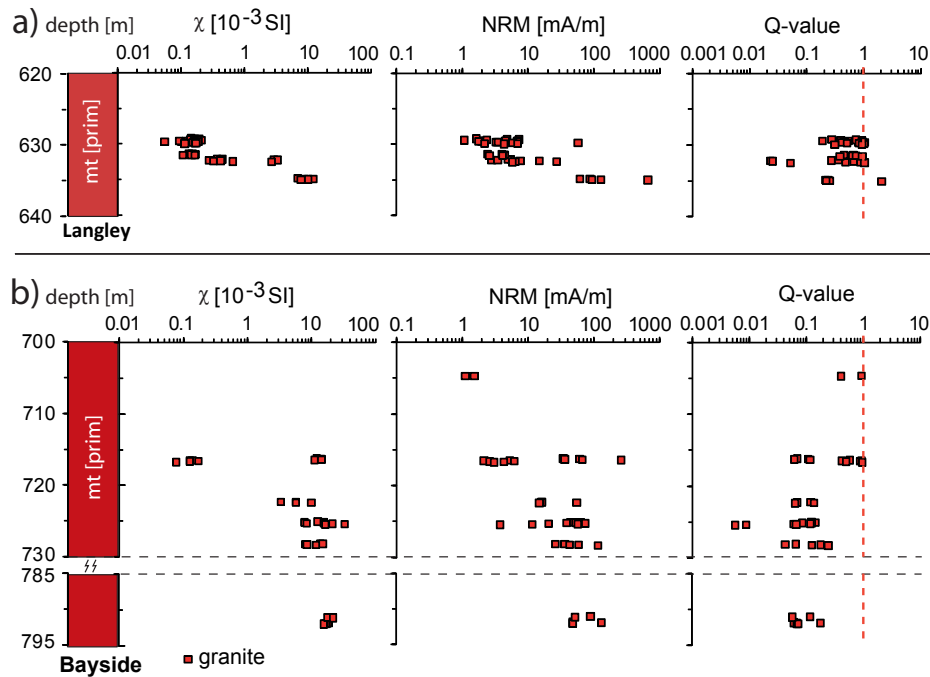 a) depth [m] χ [10-3 SI] NRM [mA/m] Q-value
0.01 0.1 1 10 100 0.1 1 10 100 1000 0.001 0.01 0.1 1 10
620
630
640
mt [prim]
Langley
b) depth [m] χ [10-3 SI] NRM [mA/m] Q-value
0.01 0.1 1 10 100 0.1 1 10 100 1000 0.001 0.01 0.1 1 10
700
710
720
730
785
795
mt [prim]
Bayside
granite